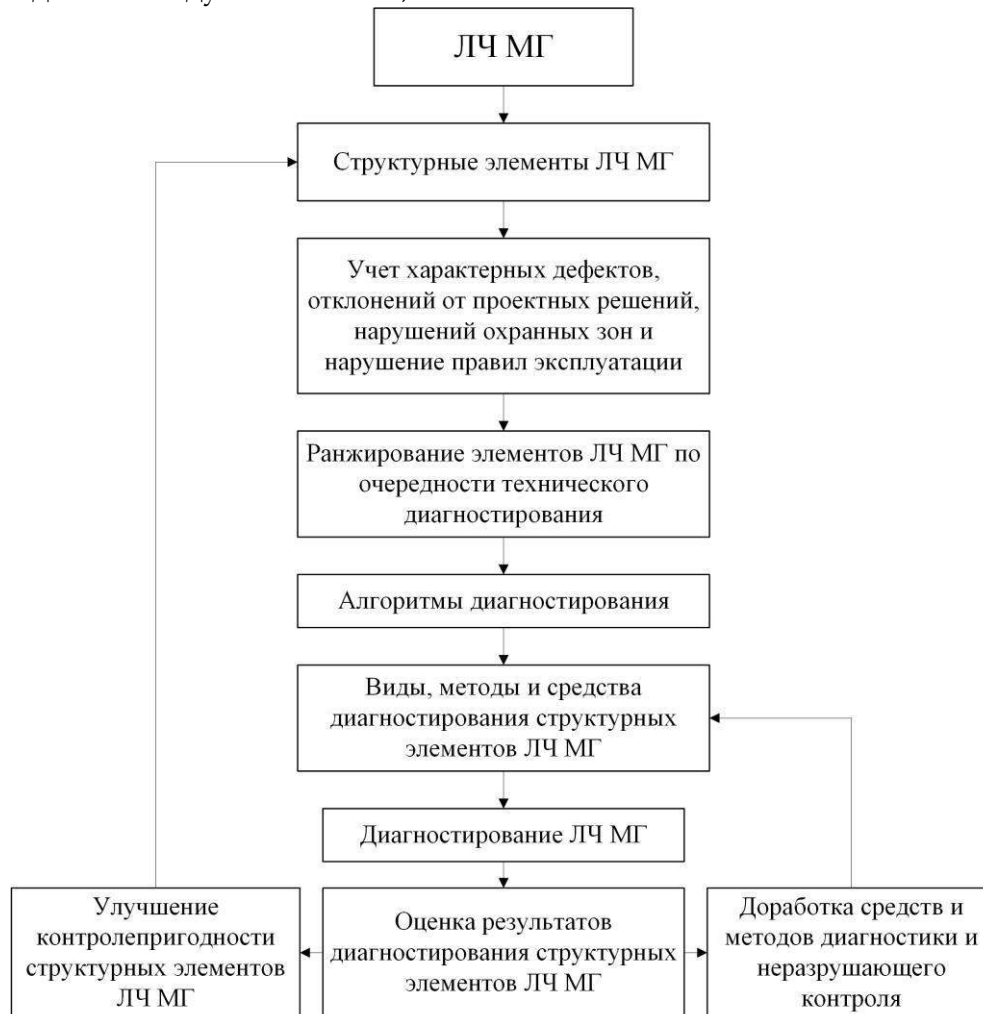 ЛЧ МГ
Структурные элементы ЛЧ МГ
Учет характерных дефектов,
отклонений от проектных решений,
нарушений охранных зон и
нарушение правил эксплуатации
Ранжирование элементов ЛЧ МГ по
очередности технического
диагностирования
Алгоритмы диагностирования
Виды, методы и средства
диагностирования структурных
элементов ЛЧ МГ
Диагностирование ЛЧ МГ
Улучшение
контролепригодности
структурных элементов
ЛЧ МГ
Оценка результатов
диагностирования структурных
элементов ЛЧ МГ
Доработка средств и
методов диагностики и
неразрушающего
контроля